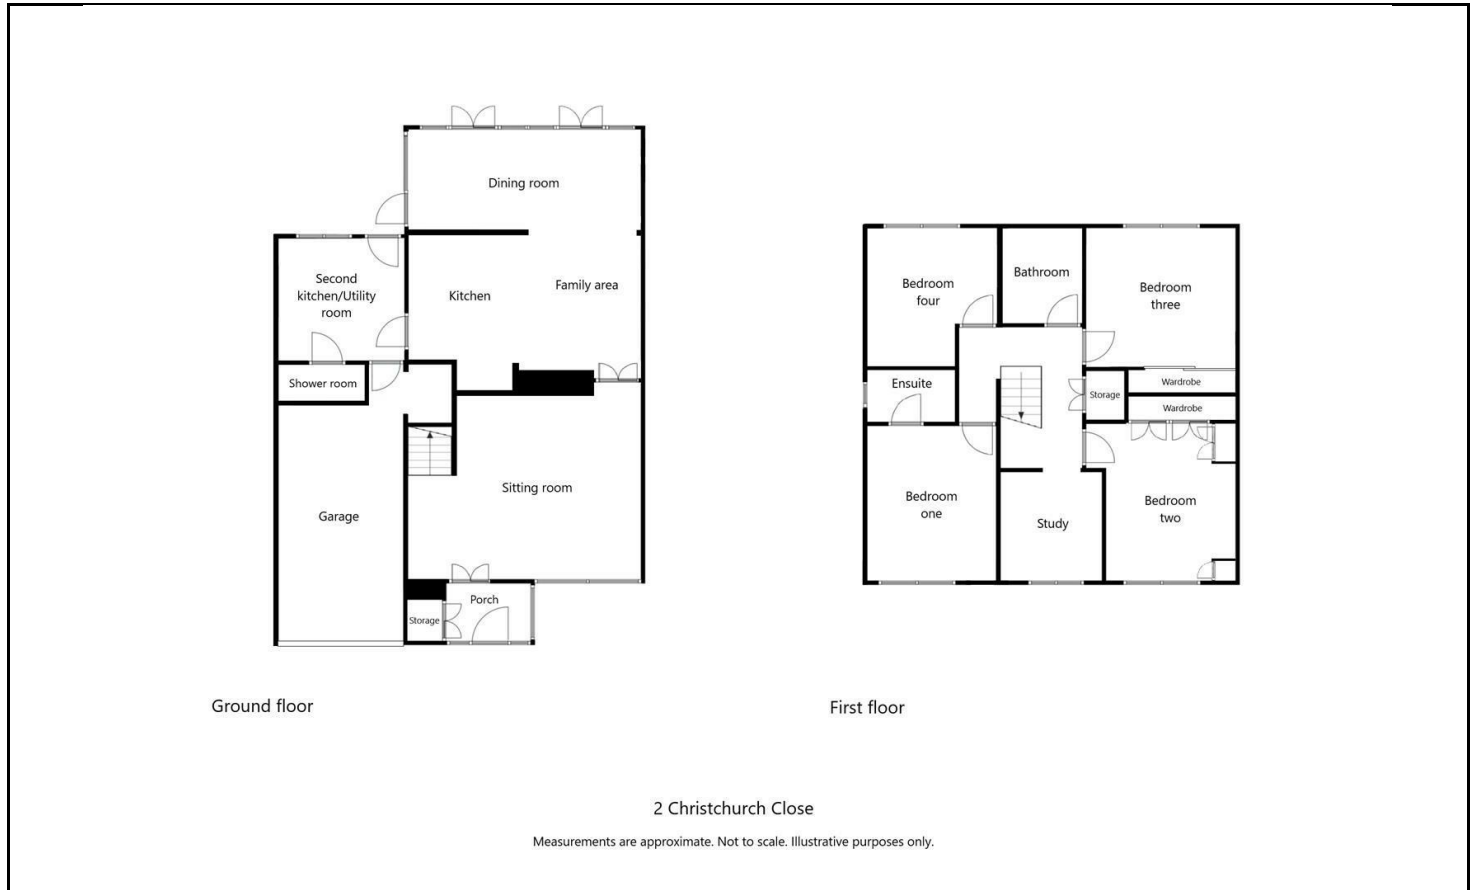 Dining room
Second
kitchen/Utility
room
Kitchen
Family area
Shower room
Sitting room
Garage
Porch
Storage
Ground floor
Bedroom
four
Bathroom
Bedroom
three
Ensuite
Storage
Wardrobe
Wardrobe
Bedroom
one
Study
Bedroom
two
First floor
2 Christchurch Close
Measurements are approximate. Not to scale. Illustrative purposes only.